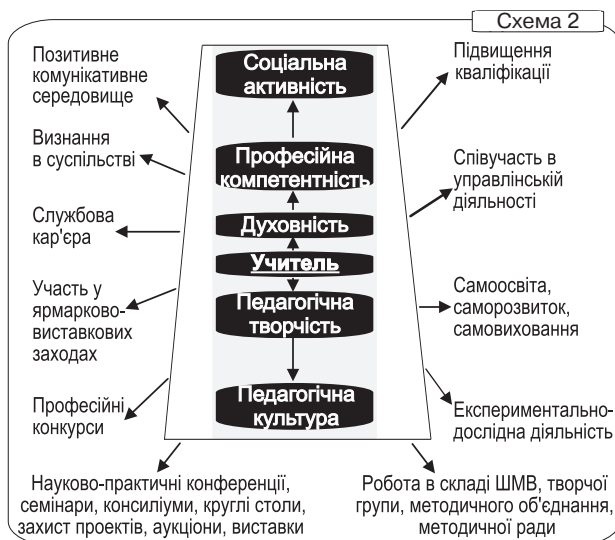 Схема 2
Позитивне
комунікативне
середовище
Визнання
в суспільстві
Службова
кар'єра
Участь у
ярмарково-
виставкових
заходах
Професійні
конкурси
Соціальна
активність
Професійна
компетентність
Духовність
Учитель
Педагогічна
творчість
Педагогічна
культура
Підвищення
кваліфікації
Співучасть в
управлінській
діяльності
Самоосвіта,
саморозвиток,
самовиховання
Експериментально-
дослідна діяльність
Науково-практичні конференції,
семінари, консиліуми, круглі столи,
захист проектів, аукціони, виставки
Робота в складі ШМВ, творчої
групи, методичного об'єднання,
методичної ради